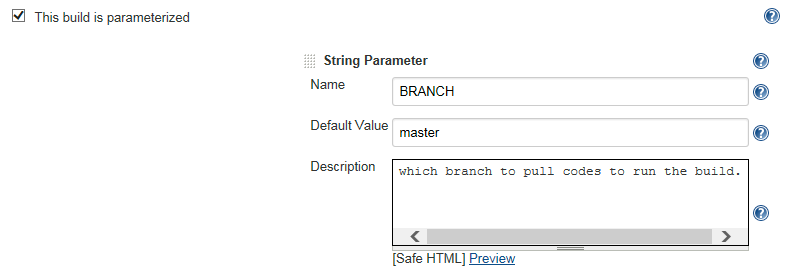 This build is parameterized
String Parameter
Name
BRANCH
Default Value
master
Description
which branch to pull codes to run the build.
[Safe HTML] Preview